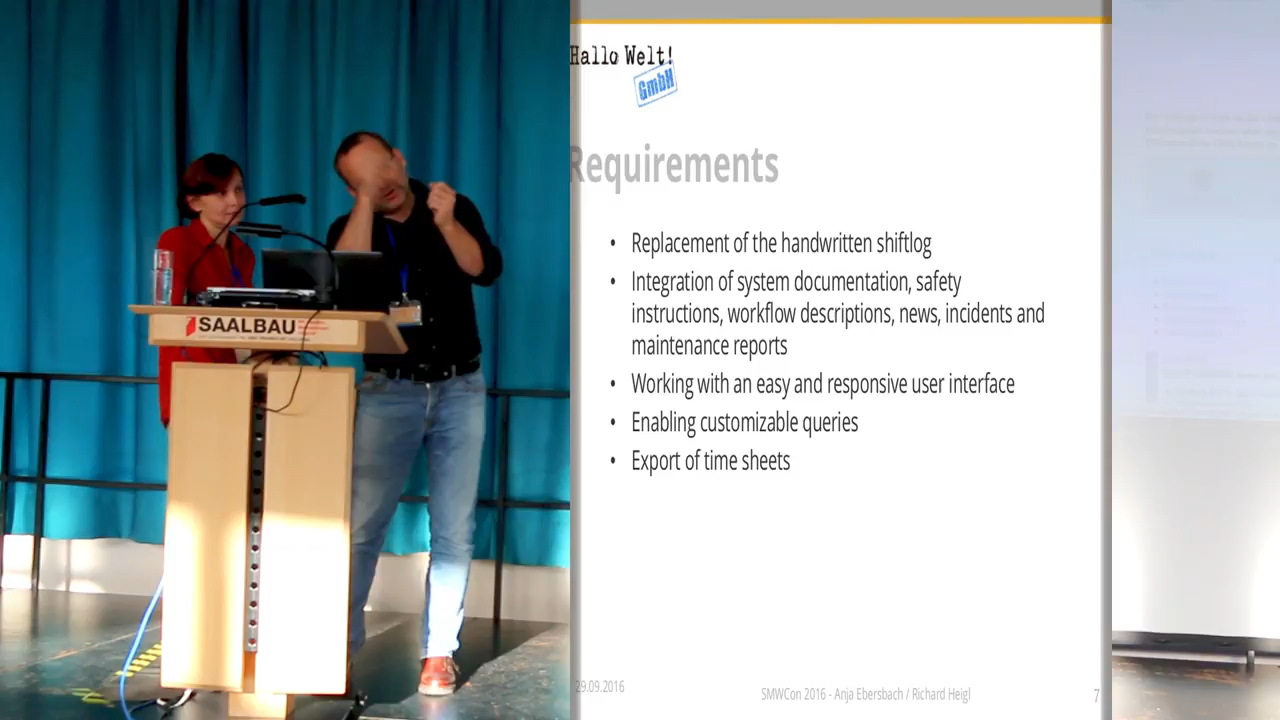 Hallo Welt!
GmbH
Requirements
• Replacement of the handwritten shiftlog
• Integration of system documentation, safety
instructions, workflow descriptions, news, incidents and
maintenance reports
• Working with an easy and responsive user interface
• Enabling customizable queries
• Export of time sheets
SAALBAU
29.09.2016
SMWCon 2016 - Anja Ebersbach / Richard Heigl
7